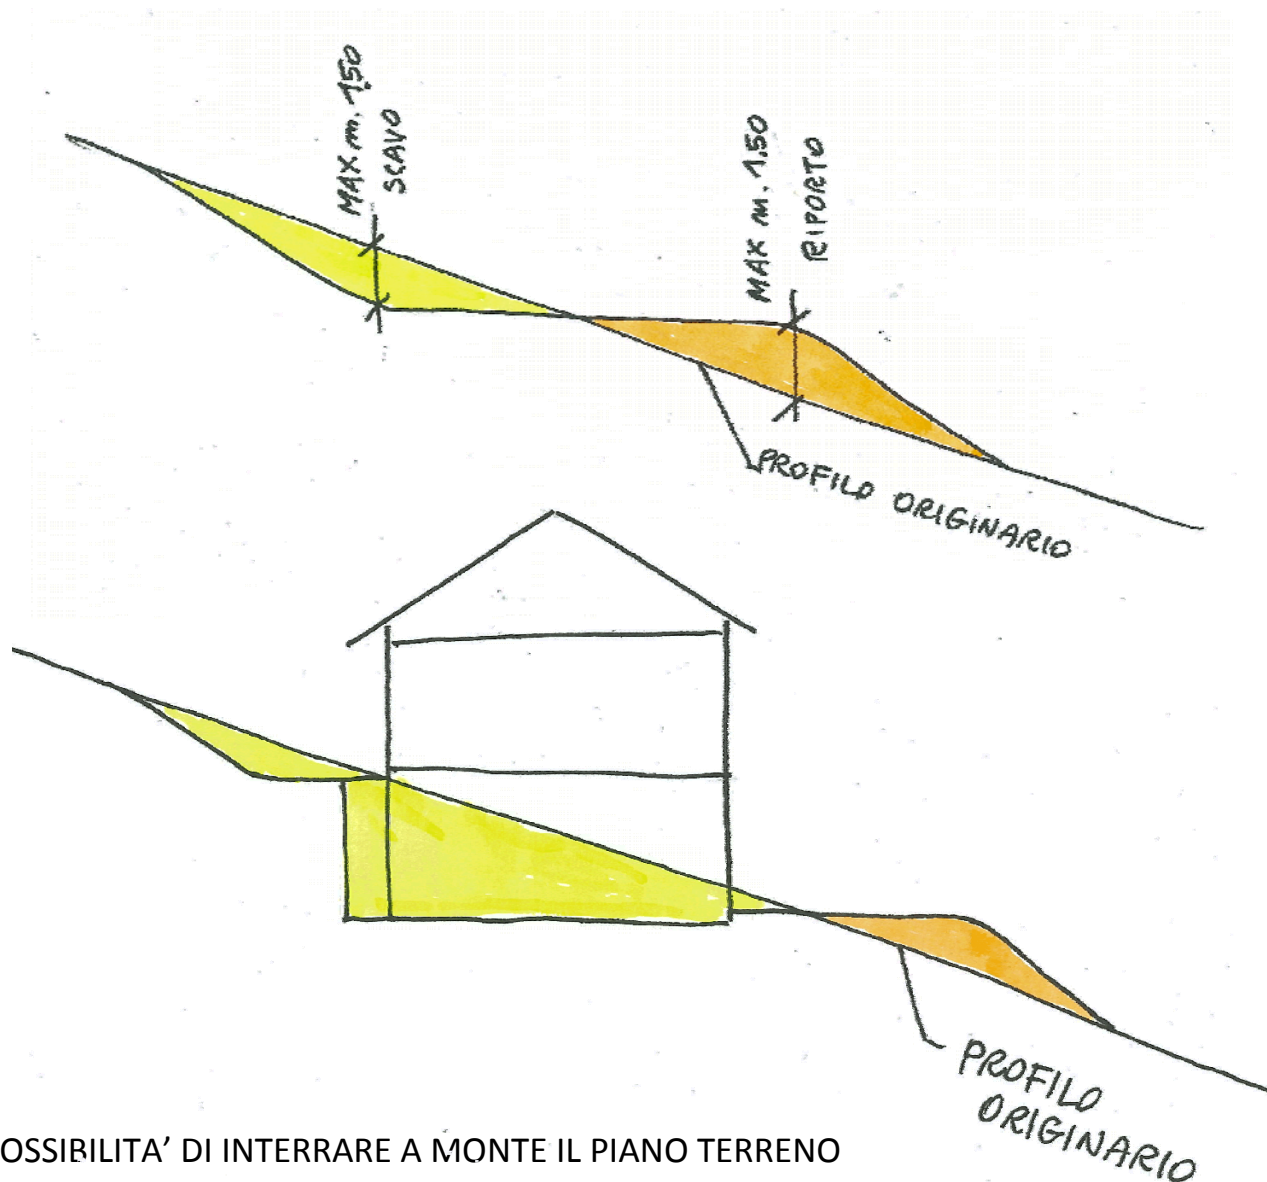 MAX m. 1,50
SCAVO
MAX m. 1.50
RIPORTO
PROFILO ORIGINARIO
PROFILO
ORIGINARIO
OSSIBILITA’ DI INTERRARE A MONTE IL PIANO TERRENO